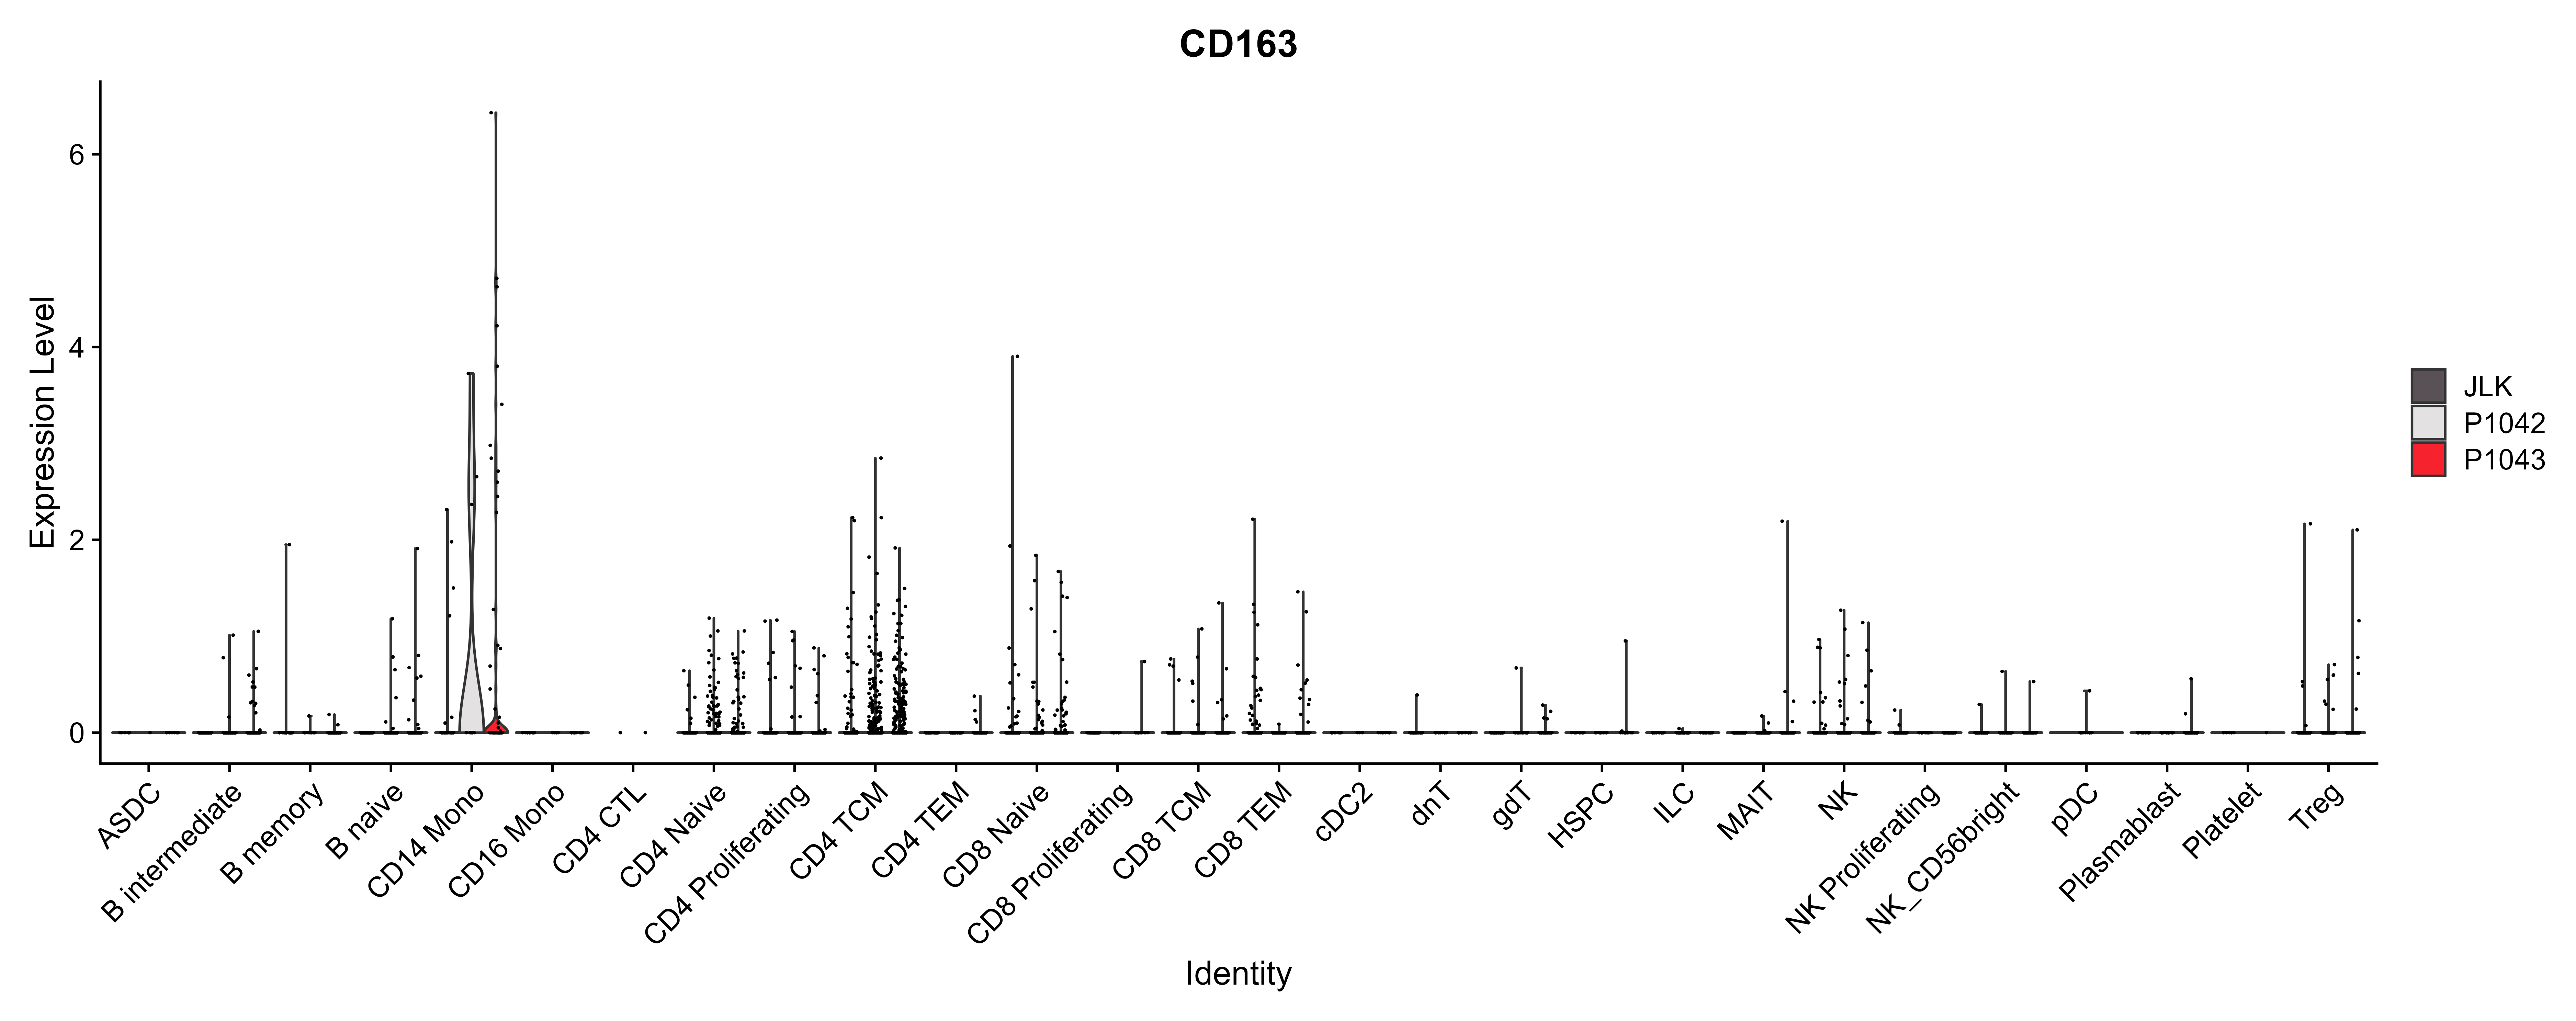 CD163
Expression Level
6
4
2
0
ASDC
B intermediate
B memory
B naive
CD14 Mono
CD16 Mono
CD4 CTL
CD4 Naive
CD4 Proliferating
CD4 TCM
CD4 TEM
CD8 Naive
CD8 Proliferating
CD8 TCM
CD8 TEM
cDC2
dnT
gdT
HSPC
ILC
MAIT
NK
NK Proliferating
NK_CD56bright
pDC
Plasmablast
Platelet
Treg
Identity
JLK
P1042
P1043